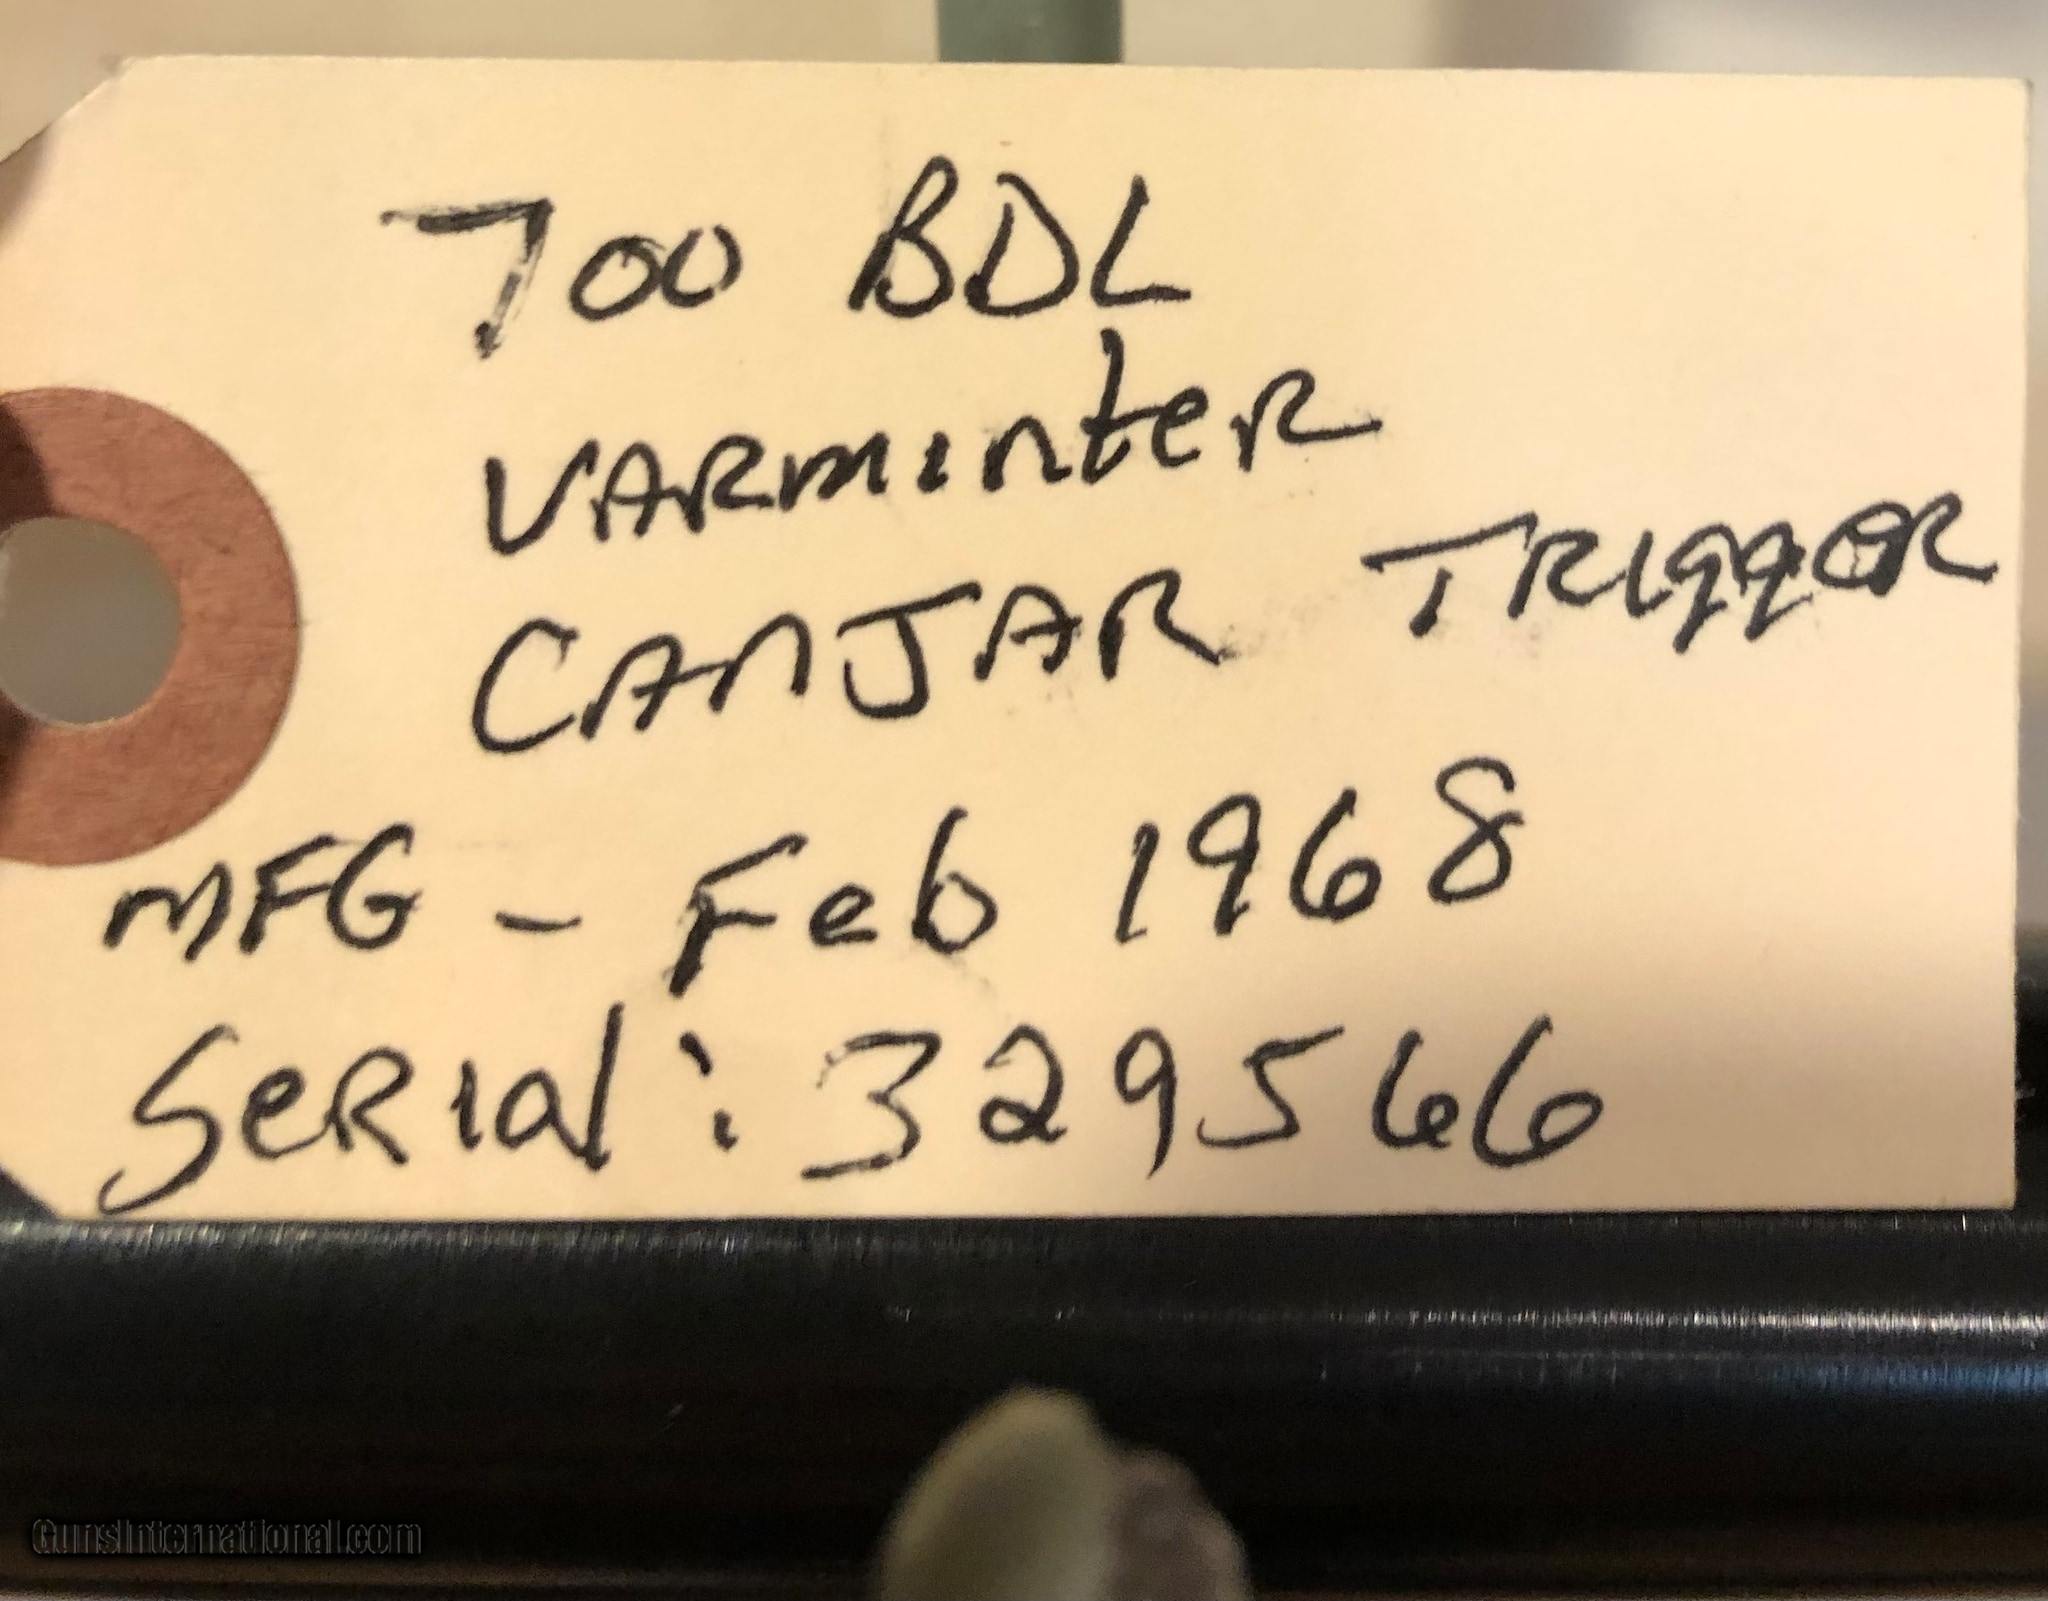 700 BDL
VARMINTER
CANJAR TRIGGER
MFG - Feb 1968
Serial: 329566
GunsInternational.com